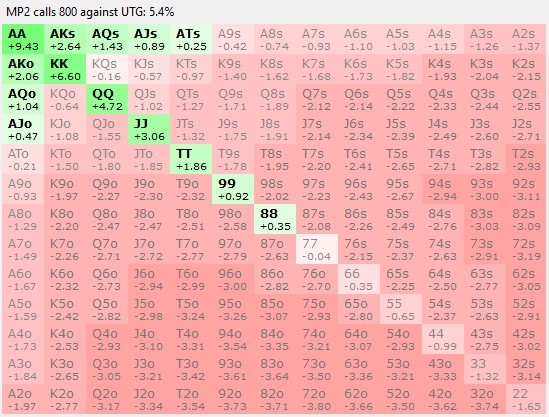 MP2 calls 800 against UTG: 5.4%
AA AKs AQs AJs ATs A9s A8s A7s A6s A5s A4s A3s A2s
+9.43 +2.64 +1.43 +0.89 +0.25 -0.42 -0.74 -0.93 -1.10 -1.03 -1.15 -1.26 -1.37
AKo KK KQs KJs KTs K9s K8s K7s K6s K5s K4s K3s K2s
+2.06 +6.60 -0.16 -0.57 -0.97 -1.40 -1.62 -1.68 -1.73 -1.82 -1.93 -2.04 -2.15
AQo KQo QQ QJs QTs Q9s Q8s Q7s Q6s Q5s Q4s Q3s Q2s
+1.04 -0.64 +4.72 -1.02 -1.27 -1.71 -1.89 -2.12 -2.14 -2.22 -2.33 -2.44 -2.55
AJo KJo QJo JJ JTs J9s J8s J7s J6s J5s J4s J3s J2s
+0.47 -1.08 -1.55 +3.06 -1.32 -1.75 -1.91 -2.14 -2.34 -2.39 -2.49 -2.60 -2.71
ATo KTo QTo JTo TT T9s T8s T7s T6s T5s T4s T3s T2s
-0.21 -1.50 -1.80 -1.85 +1.86 -1.78 -1.95 -2.20 -2.41 -2.65 -2.71 -2.82 -2.93
A9o K9o Q9o J9o T9o 99 98s 97s 96s 95s 94s 93s 92s
-0.93 -1.97 -2.27 -2.30 -2.32 +0.92 -2.02 -2.23 -2.43 -2.67 -2.94 -3.00 -3.11
A8o K8o Q8o J8o T8o 98o 88 87s 86s 85s 84s 83s 82s
-1.29 -2.20 -2.47 -2.47 -2.51 -2.58 +0.35 -2.08 -2.26 -2.49 -2.76 -3.03 -3.09
A7o K7o Q7o J7o T7o 97o 87o 77 76s 75s 74s 73s 72s
-1.49 -2.26 -2.71 -2.72 -2.77 -2.79 -2.63 -0.04 -2.15 -2.37 -2.63 -2.91 -3.19
A6o K6o Q6o J6o T6o 96o 86o 76o 66 65s 64s 63s 62s
-1.67 -2.32 -2.73 -2.94 -2.99 -3.00 -2.82 -2.70 -0.35 -2.25 -2.50 -2.77 -3.05
A5o K5o Q5o J5o T5o 95o 85o 75o 65o 55 54s 53s 52s
-1.59 -2.42 -2.82 -2.98 -3.24 -3.26 -3.07 -2.93 -2.80 -0.65 -2.37 -2.63 -2.91
A4o K4o Q4o J4o T4o 94o 84o 74o 64o 54o 44 43s 42s
-1.73 -2.53 -2.93 -3.10 -3.31 -3.54 -3.35 -3.21 -3.07 -2.93 -0.99 -2.75 -3.02
A3o K3o Q3o J3o T3o 93o 83o 73o 63o 53o 43o 33 32s
-1.84 -2.65 -3.05 -3.21 -3.42 -3.61 -3.64 -3.50 -3.36 -3.21 -3.33 -1.32 -3.14
A2o K2o Q2o J2o T2o 92o 82o 72o 62o 52o 42o 32o 22
-1.97 -2.77 -3.17 -3.34 -3.54 -3.73 -3.71 -3.80 -3.66 -3.50 -3.62 -3.74 -1.65